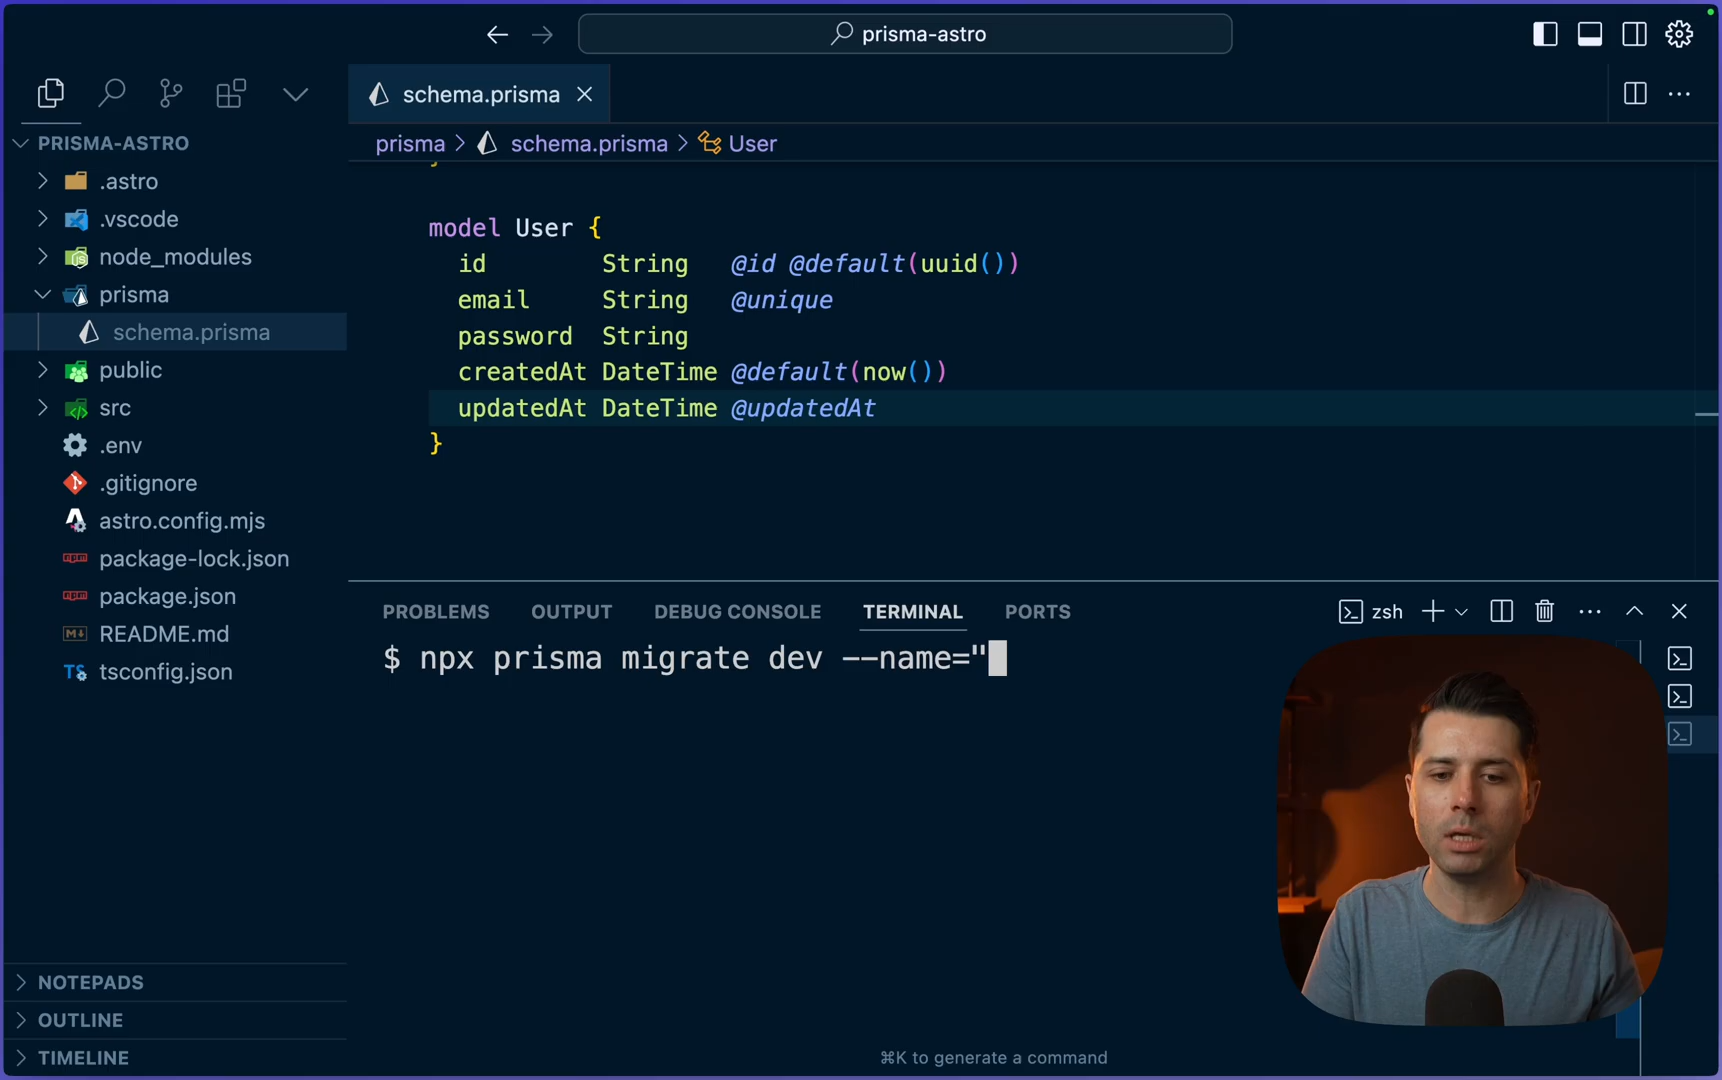 prisma-astro
schema.prisma
PRISMA-ASTRO
prisma > schema.prisma > User
.astro
.vscode
node_modules
prisma
schema.prisma
public
src
.env
.gitignore
astro.config.mjs
package-lock.json
package.json
README.md
tsconfig.json
}
model User {
id String @id @default(uuid())
email String @unique
password String
createdAt DateTime @default(now())
updatedAt DateTime @updatedAt
}
PROBLEMS OUTPUT DEBUG CONSOLE TERMINAL PORTS
zsh
$ npx prisma migrate dev --name="
NOTEPADS
OUTLINE
TIMELINE
⌘K to generate a command